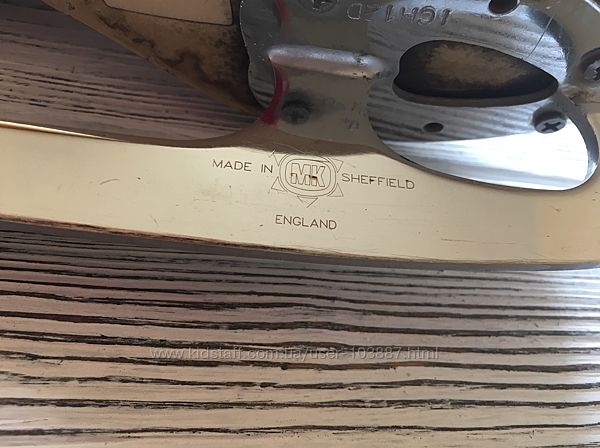 MADE IN MK SHEFFIELD
ENGLAND
www.kidstaff.com.ua/user-103887.html